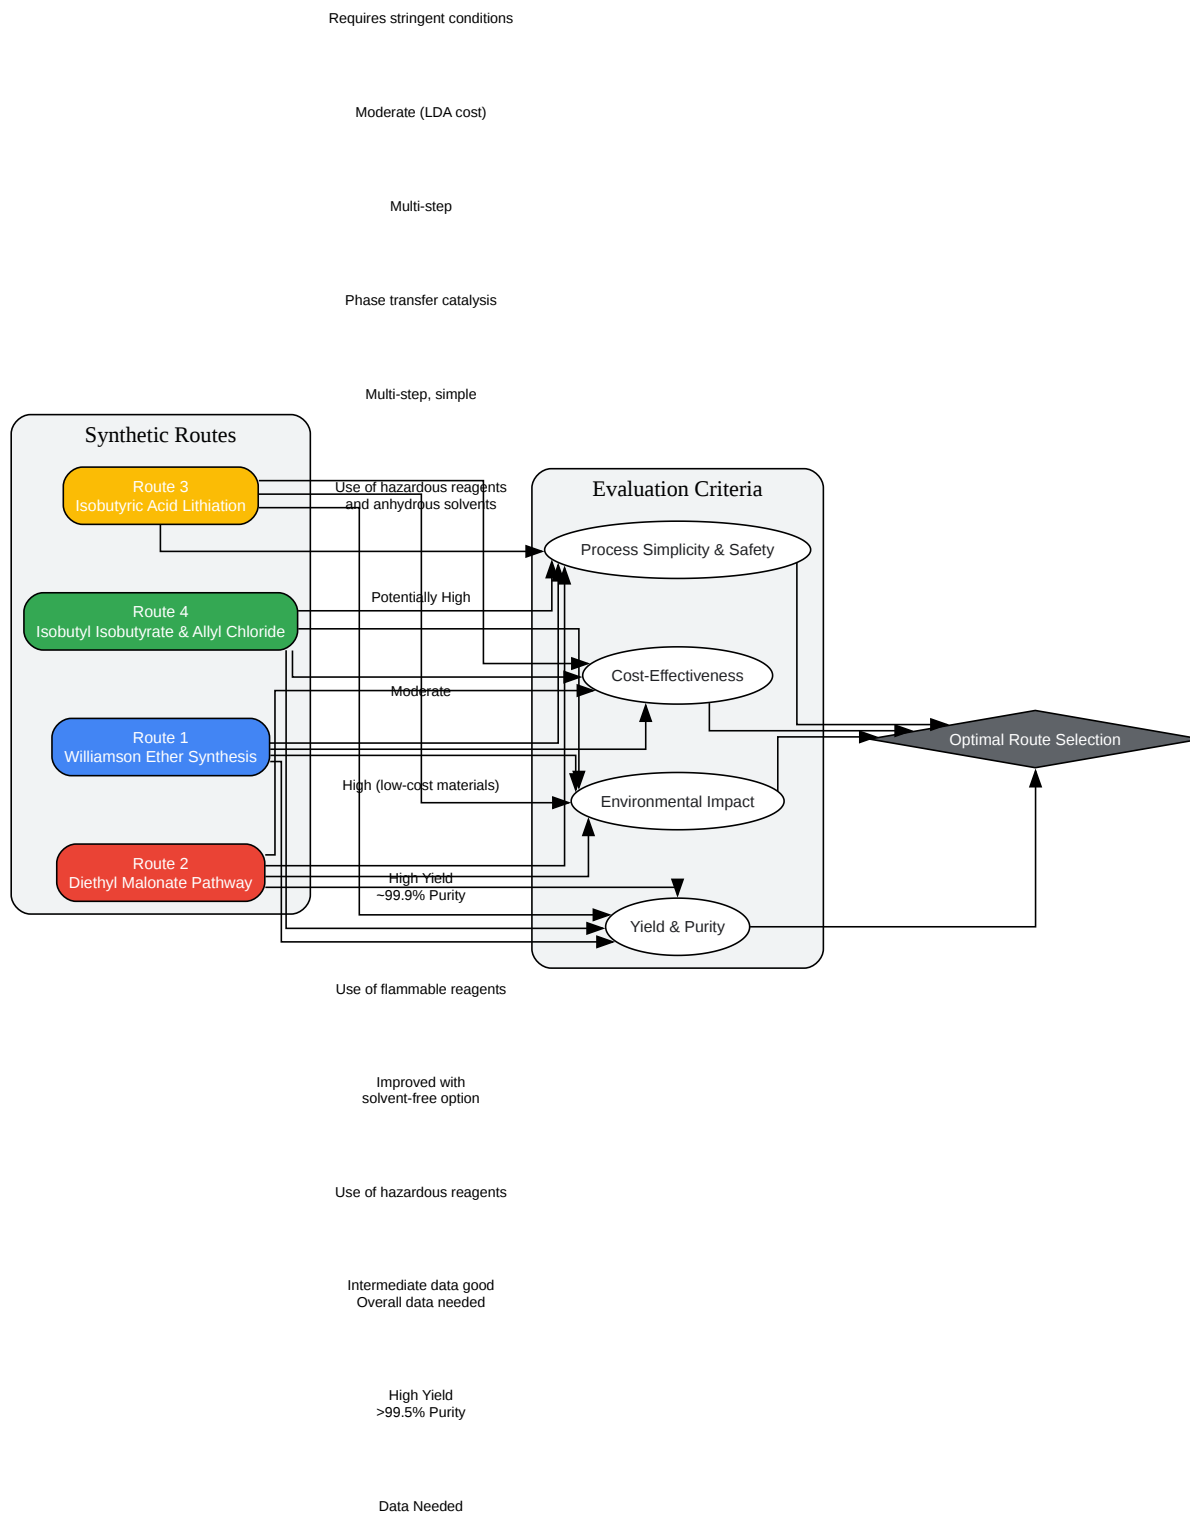 Requires stringent conditions
Moderate (LDA cost)
Multi-step
Phase transfer catalysis
Multi-step, simple
Synthetic Routes
Route 3
Isobutyric Acid Lithiation
Route 4
Isobutyl Isobutyrate & Allyl Chloride
Route 1
Williamson Ether Synthesis
Route 2
Diethyl Malonate Pathway
Use of hazardous reagents
and anhydrous solvents
Potentially High
Moderate
High (low-cost materials)
High Yield
~99.9% Purity
Evaluation Criteria
Process Simplicity & Safety
Cost-Effectiveness
Environmental Impact
Yield & Purity
Optimal Route Selection
Use of flammable reagents
Improved with
solvent-free option
Use of hazardous reagents
Intermediate data good
Overall data needed
High Yield
>99.5% Purity
Data Needed